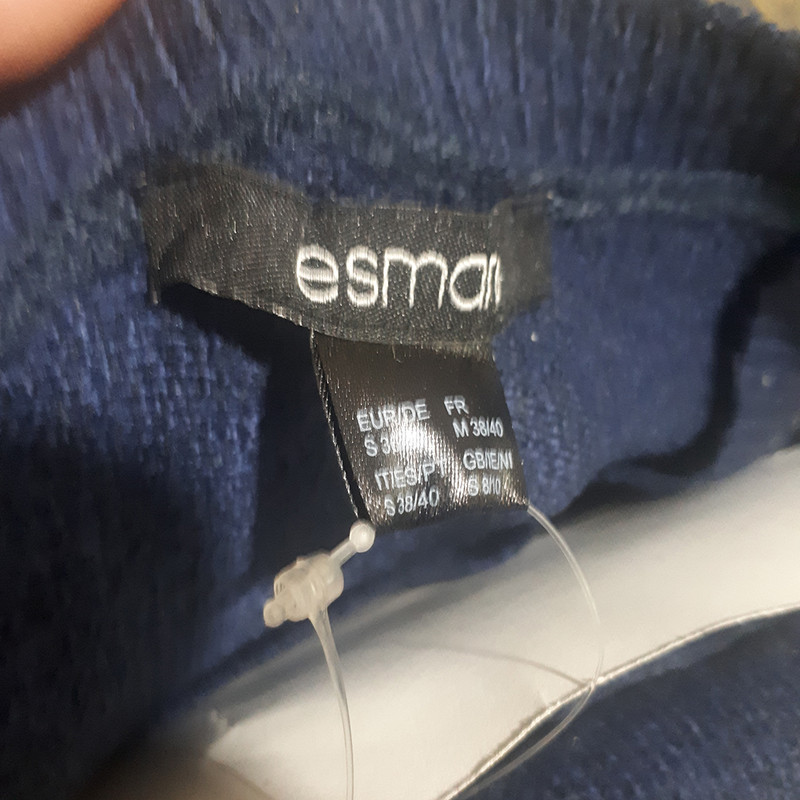 esmar
EUR/DE FR
S M 38/40
IT/ES/PT GB/IE/NI
S 38/40 S 8/10